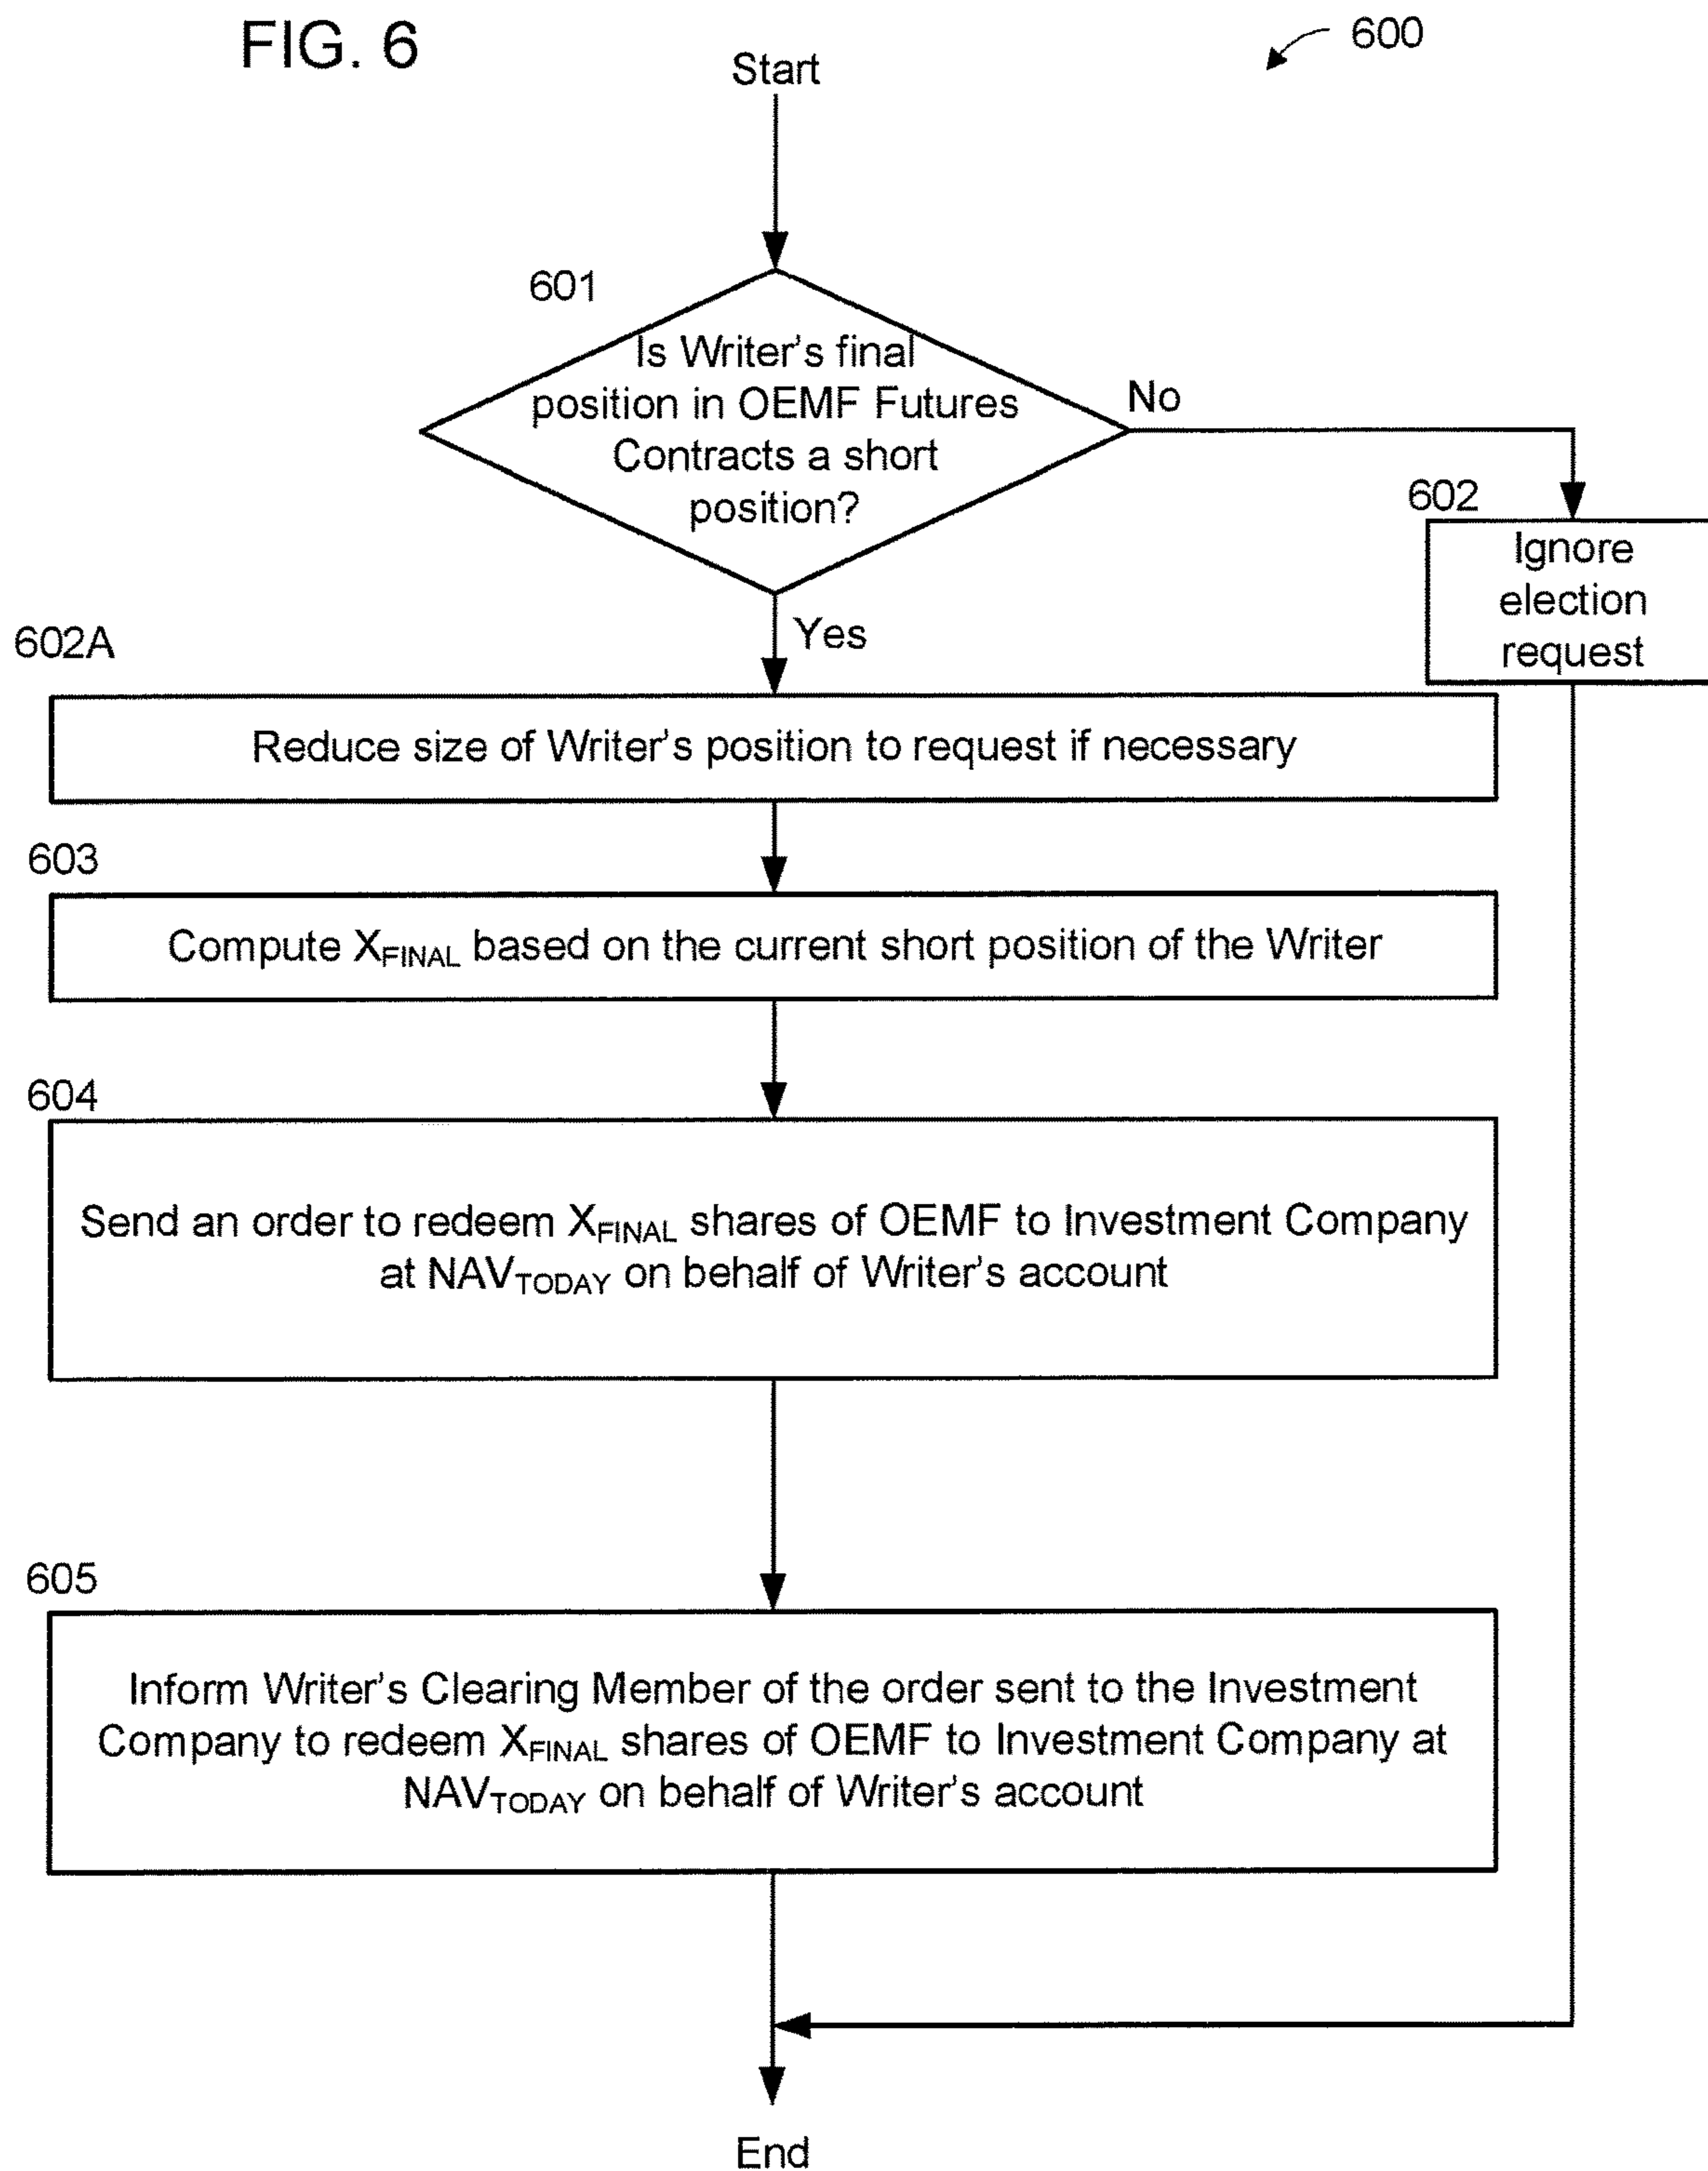 FIG. 6
600
Start
601
Is Writer's final
position in OEMF Futures
Contracts a short
position?
No
602
Ignore
election
request
Yes
602A
Reduce size of Writer's position to request if necessary
603
Compute XFINAL based on the current short position of the Writer
604
Send an order to redeem XFINAL shares of OEMF to Investment Company
at NAVTODAY on behalf of Writer's account
605
Inform Writer's Clearing Member of the order sent to the Investment
Company to redeem XFINAL shares of OEMF to Investment Company at
NAVTODAY on behalf of Writer's account
End